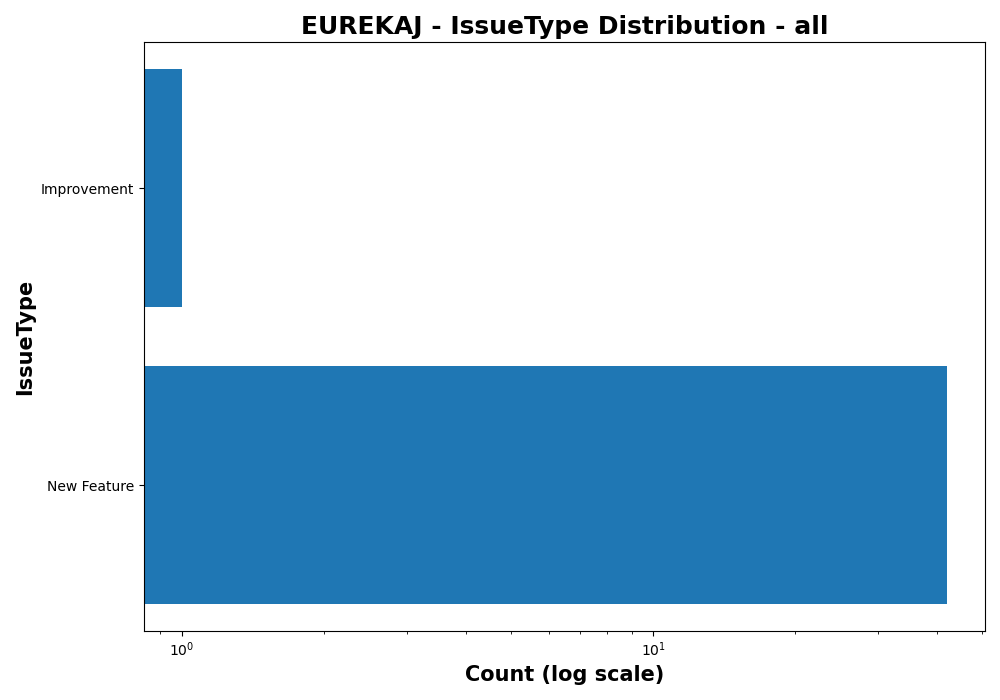 EUREKAJ - IssueType Distribution - all
IssueType
Improvement
New Feature
10⁰
10¹
Count (log scale)